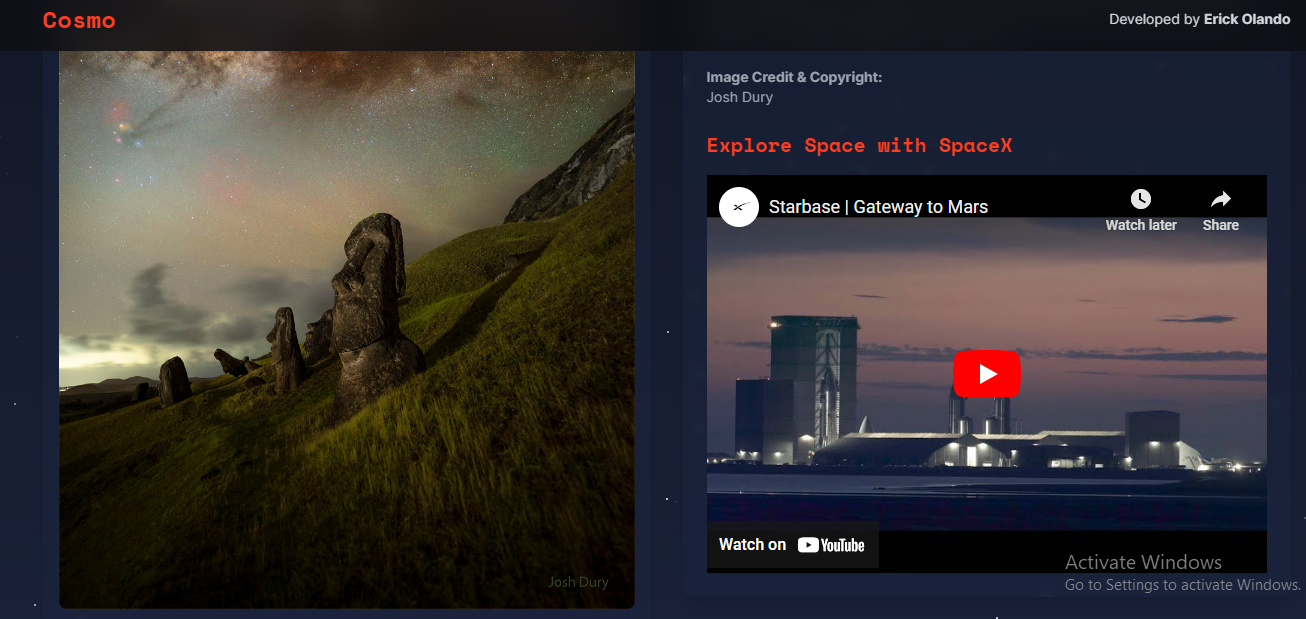 Cosmo
Developed by Erick Olando
Josh Dury
Image Credit & Copyright:
Josh Dury
Explore Space with SpaceX
Starbase | Gateway to Mars
Watch later
Share
Watch on YouTube
Activate Windows
Go to Settings to activate Windows.